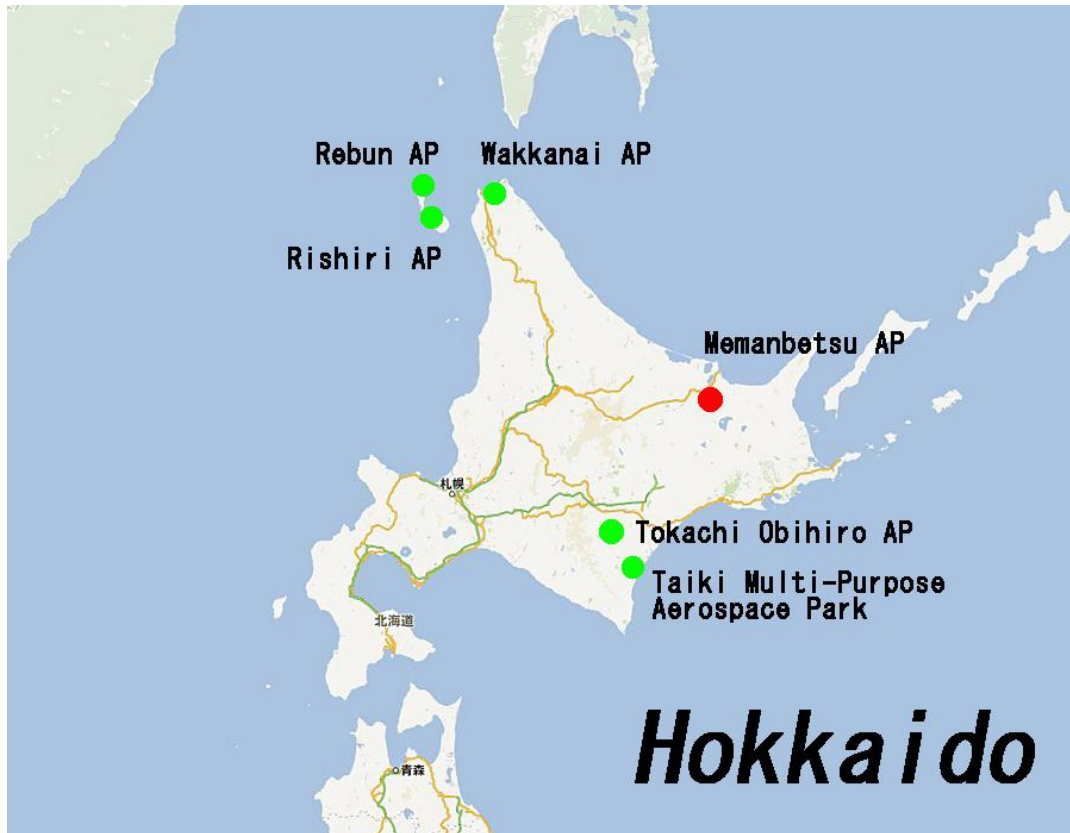 Rebun AP
Wakkanai AP
Rishiri AP
Memanbetsu AP
札幌
Tokachi Obihiro AP
Taiki Multi-Purpose
Aerospace Park
北海道
Hokkaido
青森